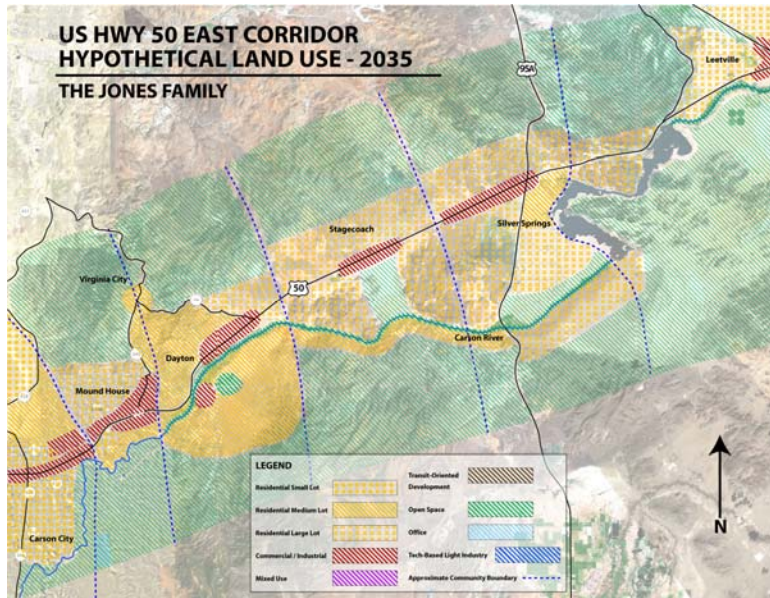 US HWY 50 EAST CORRIDOR
HYPOTHETICAL LAND USE - 2035
THE JONES FAMILY
95A
Leetville
Stagecoach
Silver Springs
Virginia City
50
Carson River
Dayton
Mound House
Carson City
LEGEND
Residential Small Lot
Residential Medium Lot
Residential Large Lot
Commercial / Industrial
Mixed Use
Transit-Oriented
Development
Open Space
Office
Tech-Based Light Industry
Approximate Community Boundary
N